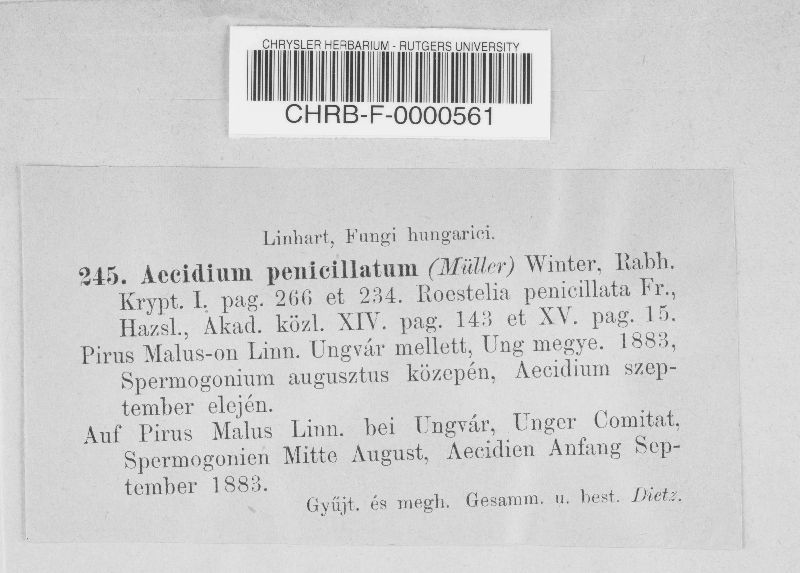 CHRYSLER HERBARIUM - RUTGERS UNIVERSITY
CHRB-F-0000561
Linhart, Fungi hungarici.
245. Aecidium penicillatum (Müller) Winter, Rabh.
Krypt. I. pag. 266 et 234. Roestelia penicillata Fr.,
Hazsl., Akad. közl. XIV. pag. 143 et XV. pag. 15.
Pirus Malus-on Linn. Ungvár mellett, Ung megye. 1883,
Spermogonium augusztus közepén, Aecidium szep-
tember elején.
Auf Pirus Malus Linn. bei Ungvár, Unger Comitat,
Spermogonien Mitte August, Aecidien Anfang Sep-
tember 1883.
Gyűjt. és megh. Gesamm. u. best. Dietz.